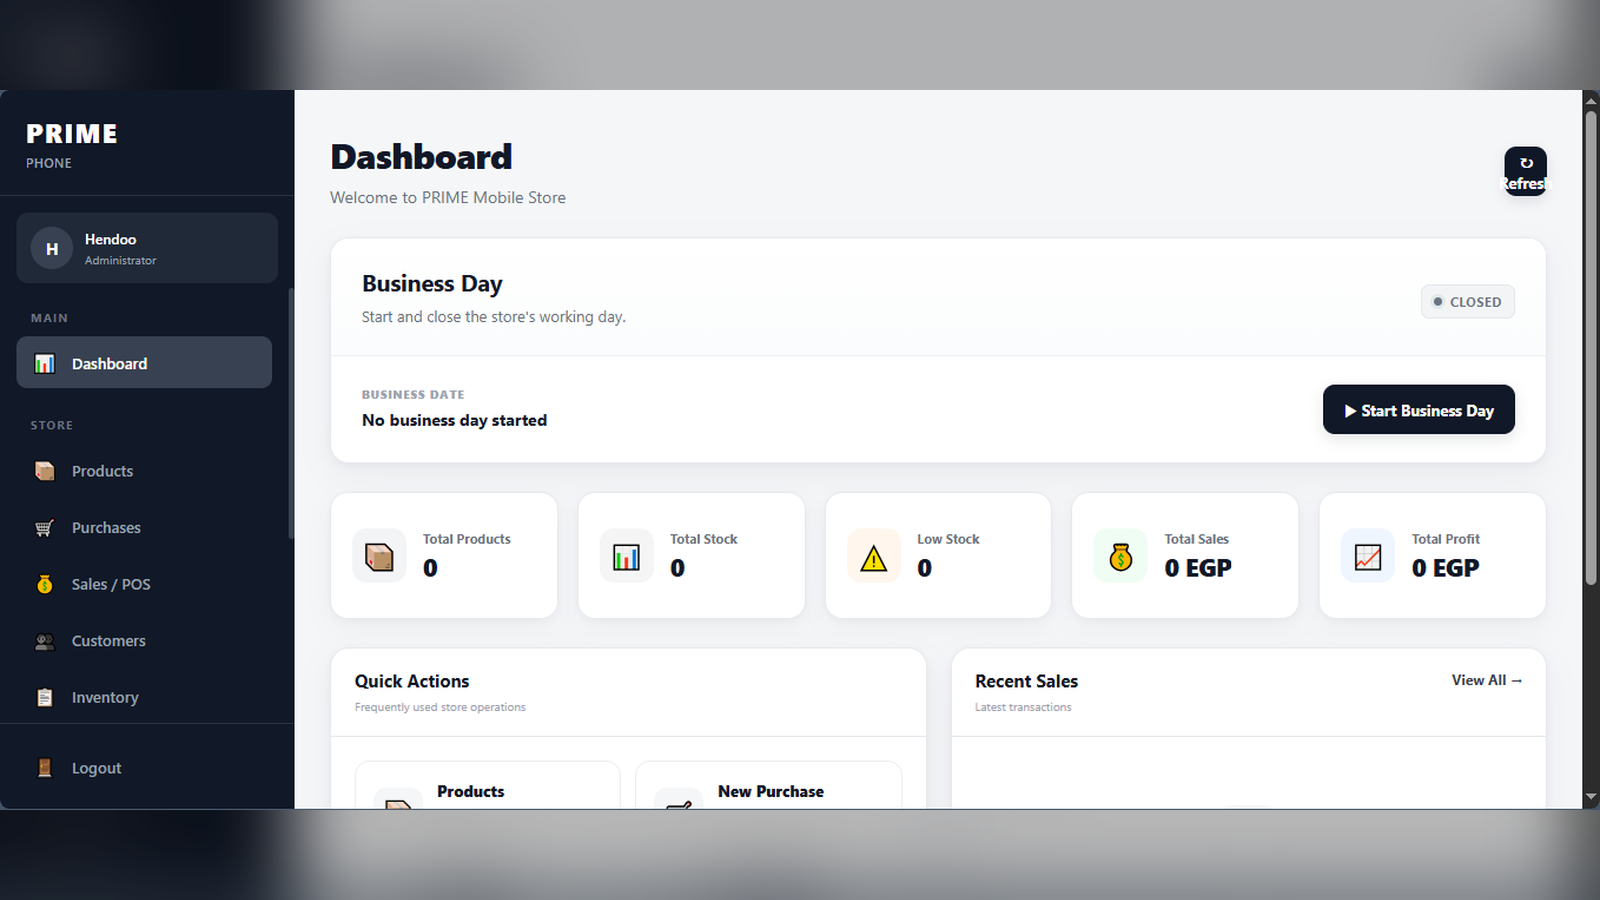 PRIME
PHONE
H
Hendoo
Administrator
MAIN
Dashboard
STORE
Products
Purchases
Sales / POS
Customers
Inventory
Logout
Dashboard
Welcome to PRIME Mobile Store
↻
Refresh
Business Day
Start and close the store's working day.
CLOSED
BUSINESS DATE
No business day started
▶ Start Business Day
Total Products
0
Total Stock
0
Low Stock
0
Total Sales
0 EGP
Total Profit
0 EGP
Quick Actions
Frequently used store operations
Products
New Purchase
Recent Sales
Latest transactions
View All →